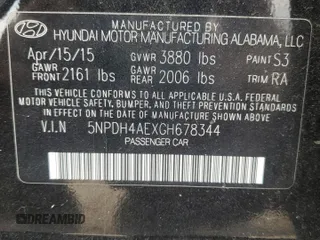 MANUFACTURED BY
HYUNDAI MOTOR MANUFACTURING ALABAMA, LLC
Apr/15/15 GVWR 3880 lbs PAINT S3
GAWR FRONT 2161 lbs GAWR REAR 2006 lbs TRIM RA
THIS VEHICLE CONFORMS TO ALL APPLICABLE U.S. FEDERAL
MOTOR VEHICLE SAFETY, BUMPER, AND THEFT PREVENTION
STANDARDS IN EFFECT ON THE DATE OF MANUFACTURE SHOWN ABOVE.
V.I.N 5NPDH4AEXGH678344
PASSENGER CAR
DREAMBID